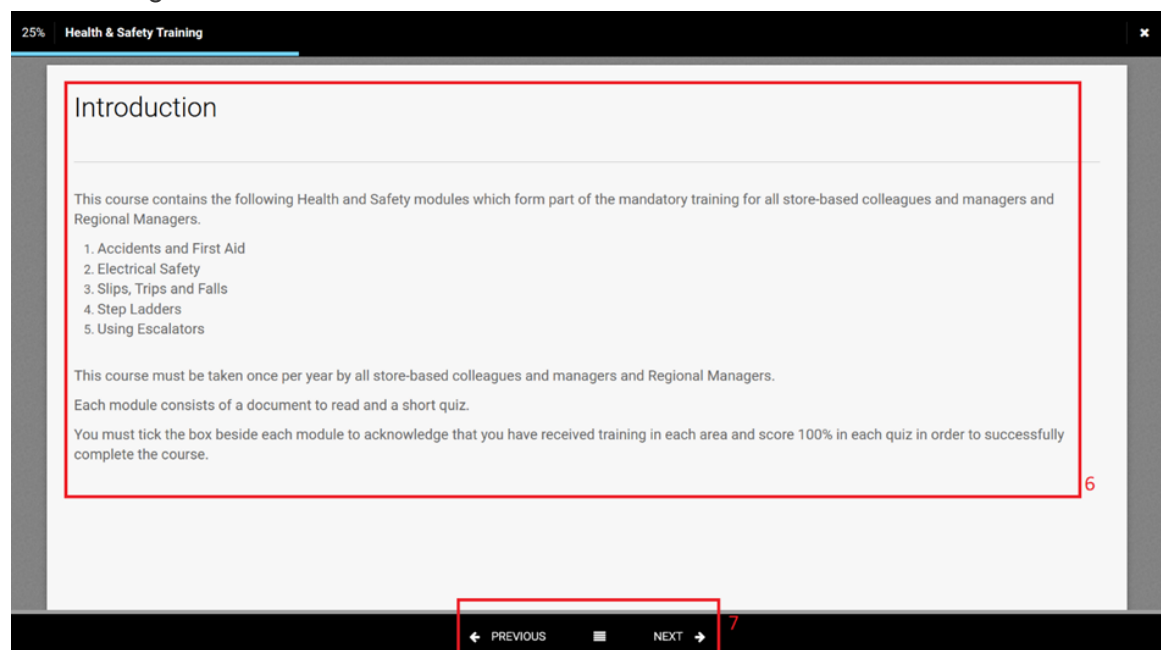 25% Health & Safety Training
Introduction
This course contains the following Health and Safety modules which form part of the mandatory training for all store-based colleagues and managers and
Regional Managers.
1. Accidents and First Aid
2. Electrical Safety
3. Slips, Trips and Falls
4. Step Ladders
5. Using Escalators
This course must be taken once per year by all store-based colleagues and managers and Regional Managers.
Each module consists of a document to read and a short quiz.
You must tick the box beside each module to acknowledge that you have received training in each area and score 100% in each quiz in order to successfully
complete the course.
6
PREVIOUS NEXT 7